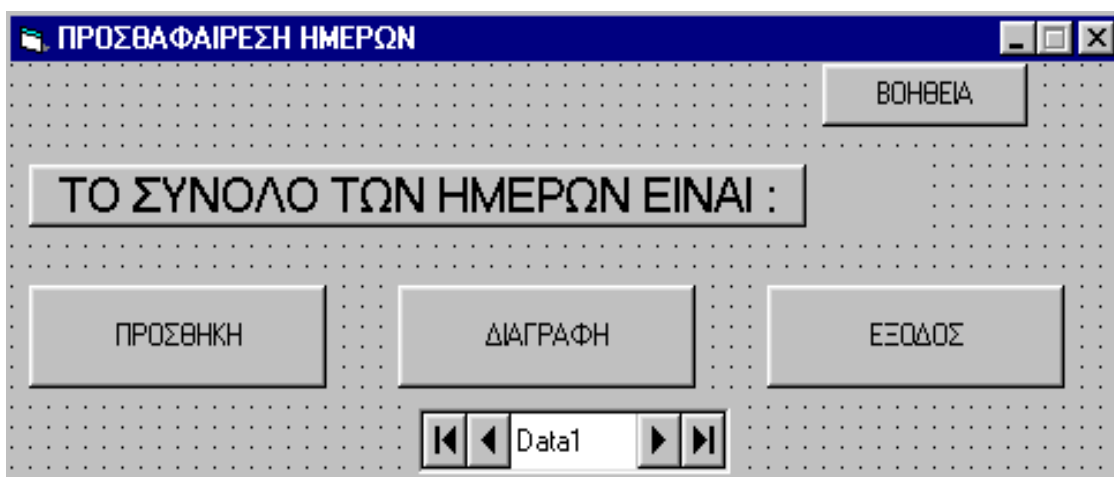 ΠΡΟΣΘΑΦΑΙΡΕΣΗ ΗΜΕΡΩΝ
ΒΟΗΘΕΙΑ
ΤΟ ΣΥΝΟΛΟ ΤΩΝ ΗΜΕΡΩΝ ΕΙΝΑΙ :
ΠΡΟΣΘΗΚΗ
ΔΙΑΓΡΑΦΗ
ΕΞΟΔΟΣ
Data1